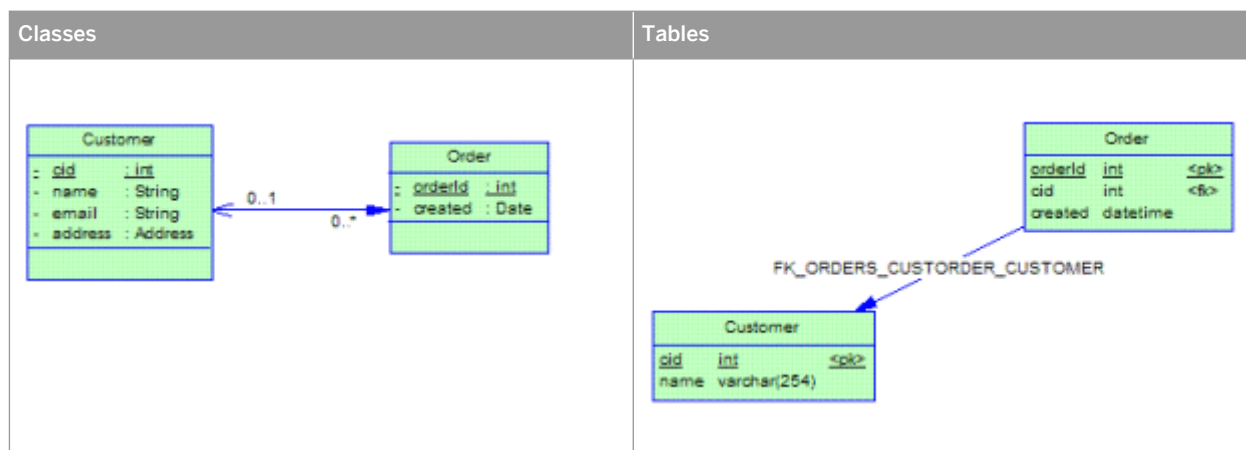 Classes
Tables
Customer
- cid : int
- name : String
- email : String
- address : Address
0..1
0..*
Order
- orderId : int
- created : Date
Order
orderId int <pk>
cid int <fk>
created datetime
FK_ORDERS_CUSTORDER_CUSTOMER
Customer
cid int <pk>
name varchar(254)